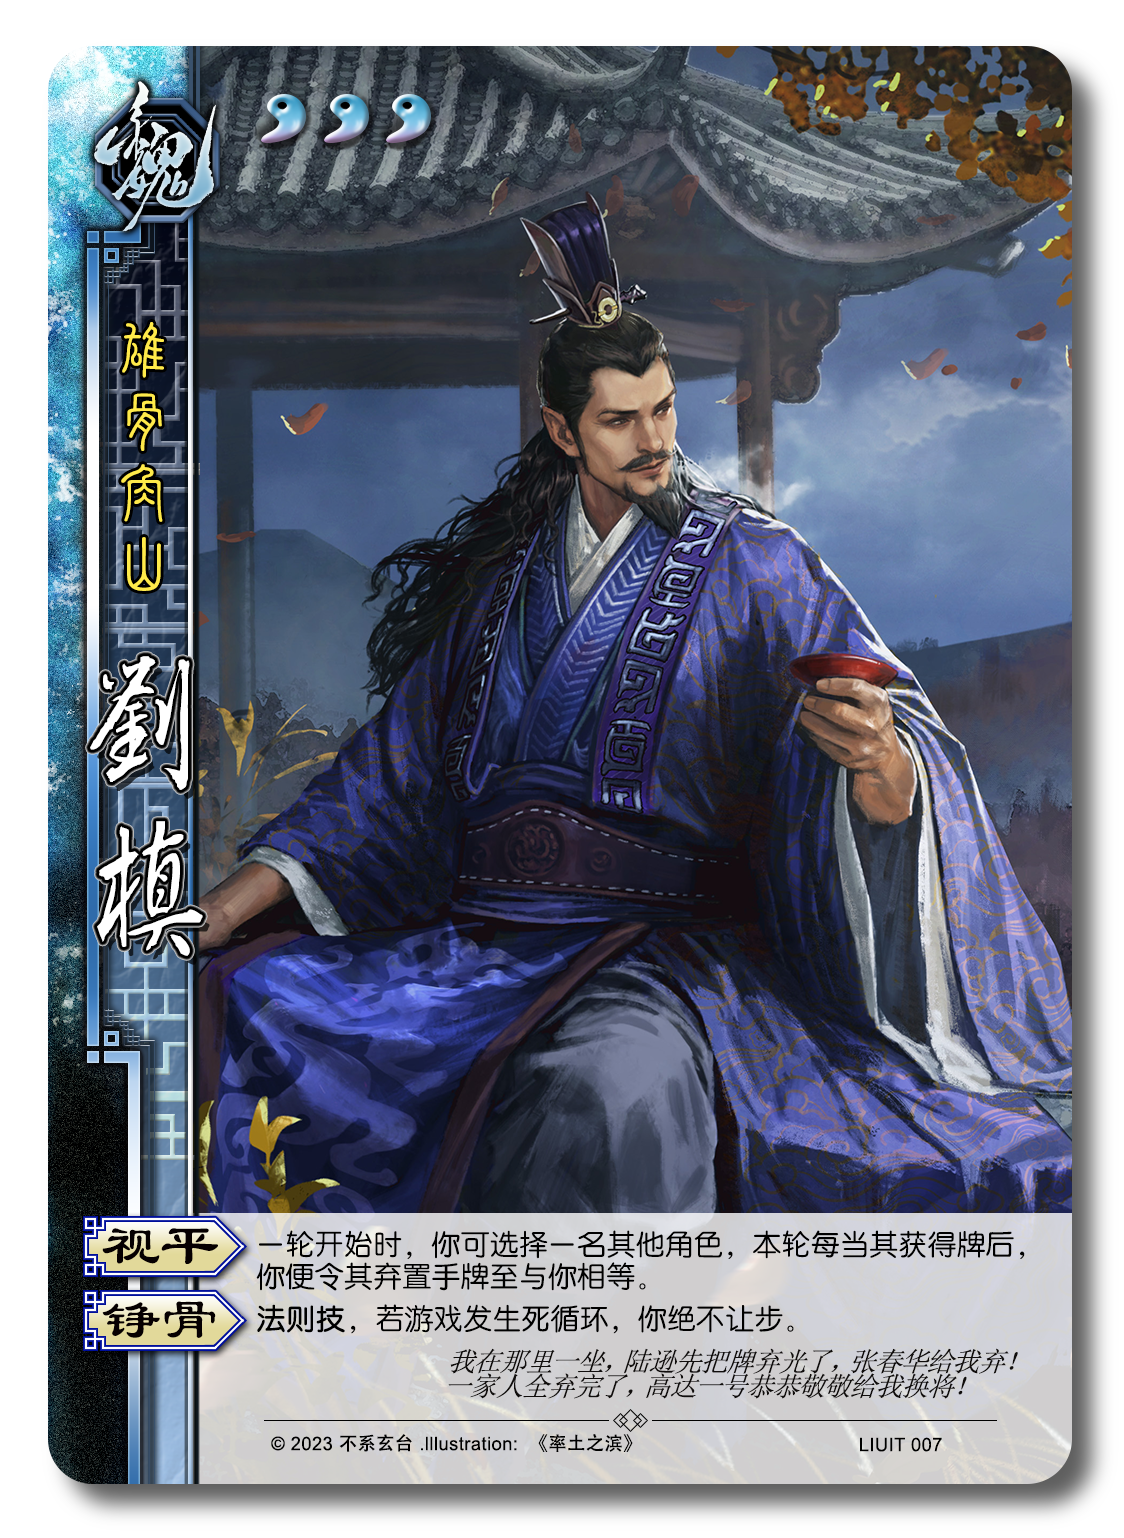 魏
雄骨肉山
劉楨
视平
一轮开始时，你可选择一名其他角色，本轮每当其获得牌后，
你便令其弃置手牌至与你相等。
铮骨
法则技，若游戏发生死循环，你绝不让步。
我在那里一坐，陆逊先把牌弃光了，张春华给我弃！
一家人全弃完了，高达一号恭恭敬敬给我换将！
© 2023 不系玄台 .Illustration: 《率土之滨》
LIUIT 007